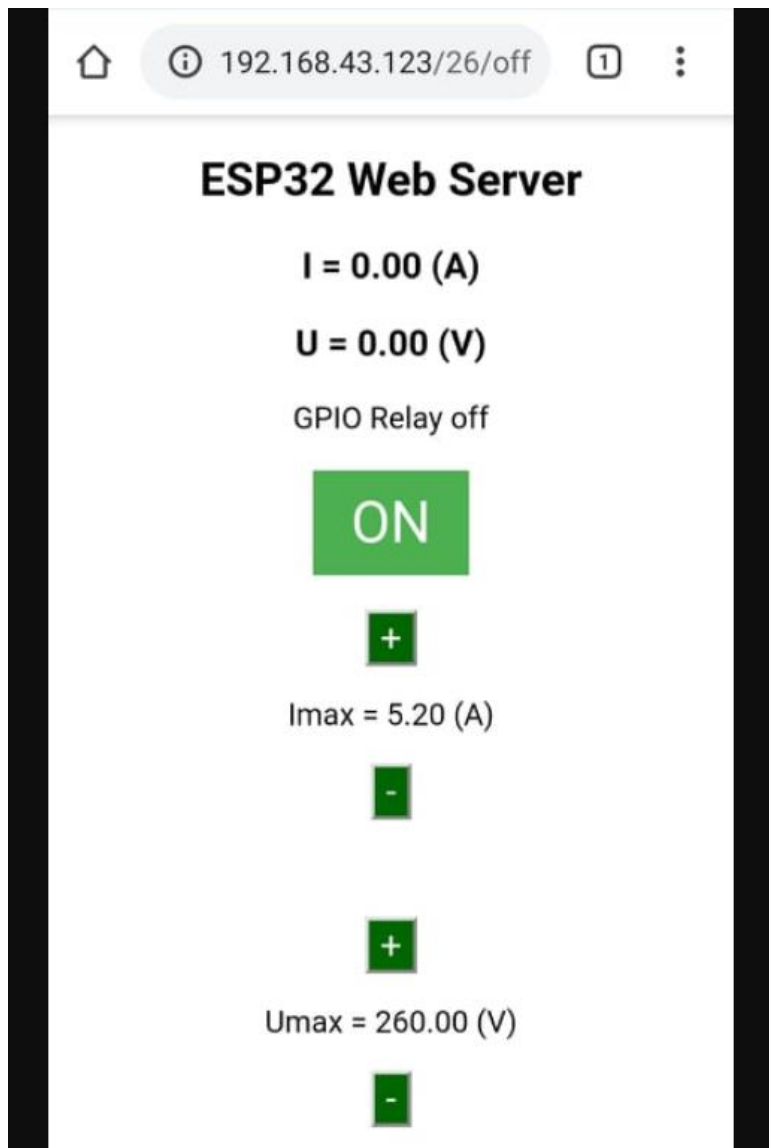 192.168.43.123/26/off 1
ESP32 Web Server
I = 0.00 (A)
U = 0.00 (V)
GPIO Relay off
ON
+
Imax = 5.20 (A)
-
+
Umax = 260.00 (V)
-